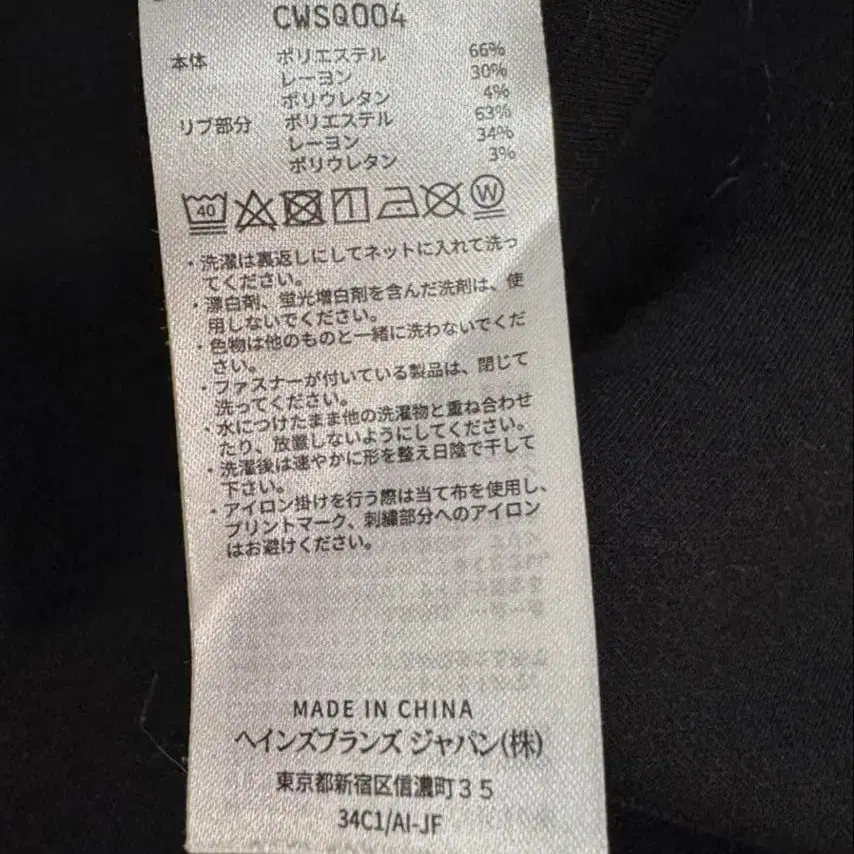 CWSQ004
本体 ポリエステル 66%
レーヨン 30%
ポリウレタン 4%
リブ部分 ポリエステル 63%
レーヨン 34%
ポリウレタン 3%
40 W
・洗濯は裏返しにしてネットに入れて洗っ
てください。
・漂白剤、蛍光増白剤を含んだ洗剤は、使
用しないでください。
・色物は他のものと一緒に洗わないでくだ
さい。
・ファスナーが付いている製品は、閉じて
洗ってください。
・水につけたまま他の洗濯物と重ね合わせ
たり、放置しないようにしてください。
・洗濯後は速やかに形を整え日陰で干して
下さい。
・アイロン掛けを行う際は当て布を使用し、
プリントマーク、刺繍部分へのアイロン
はお避けください。
MADE IN CHINA
ヘインズブランズ ジャパン(株)
東京都新宿区信濃町35
34C1/AI-JF